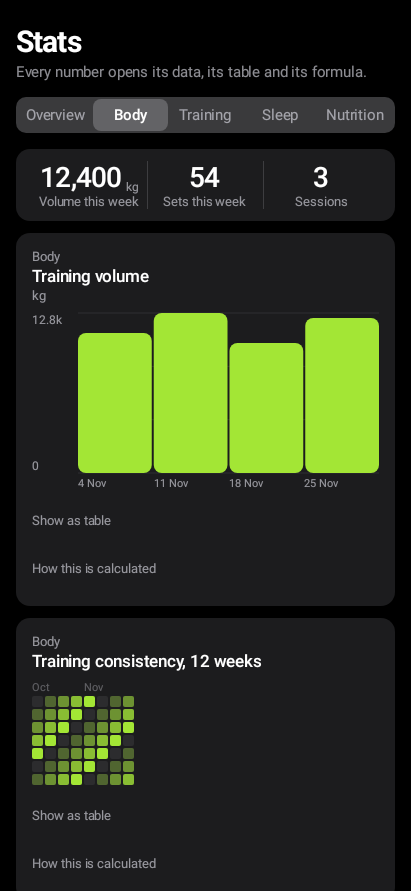 Stats
Every number opens its data, its table and its formula.
Overview Body Training Sleep Nutrition
12,400 kg 54 3
Volume this week Sets this week Sessions
Body
Training volume
kg
12.8k
0
4 Nov 11 Nov 18 Nov 25 Nov
Show as table
How this is calculated
Body
Training consistency, 12 weeks
Oct Nov
Show as table
How this is calculated